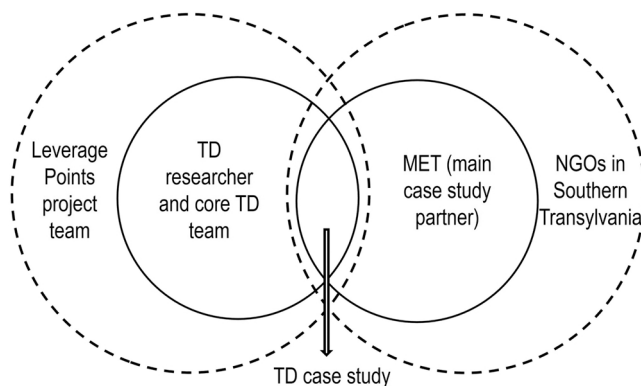 Leverage
Points
project
team
TD
researcher
and core TD
team
MET (main
case study
partner)
NGOs in
Southern
Transylvania
TD case study